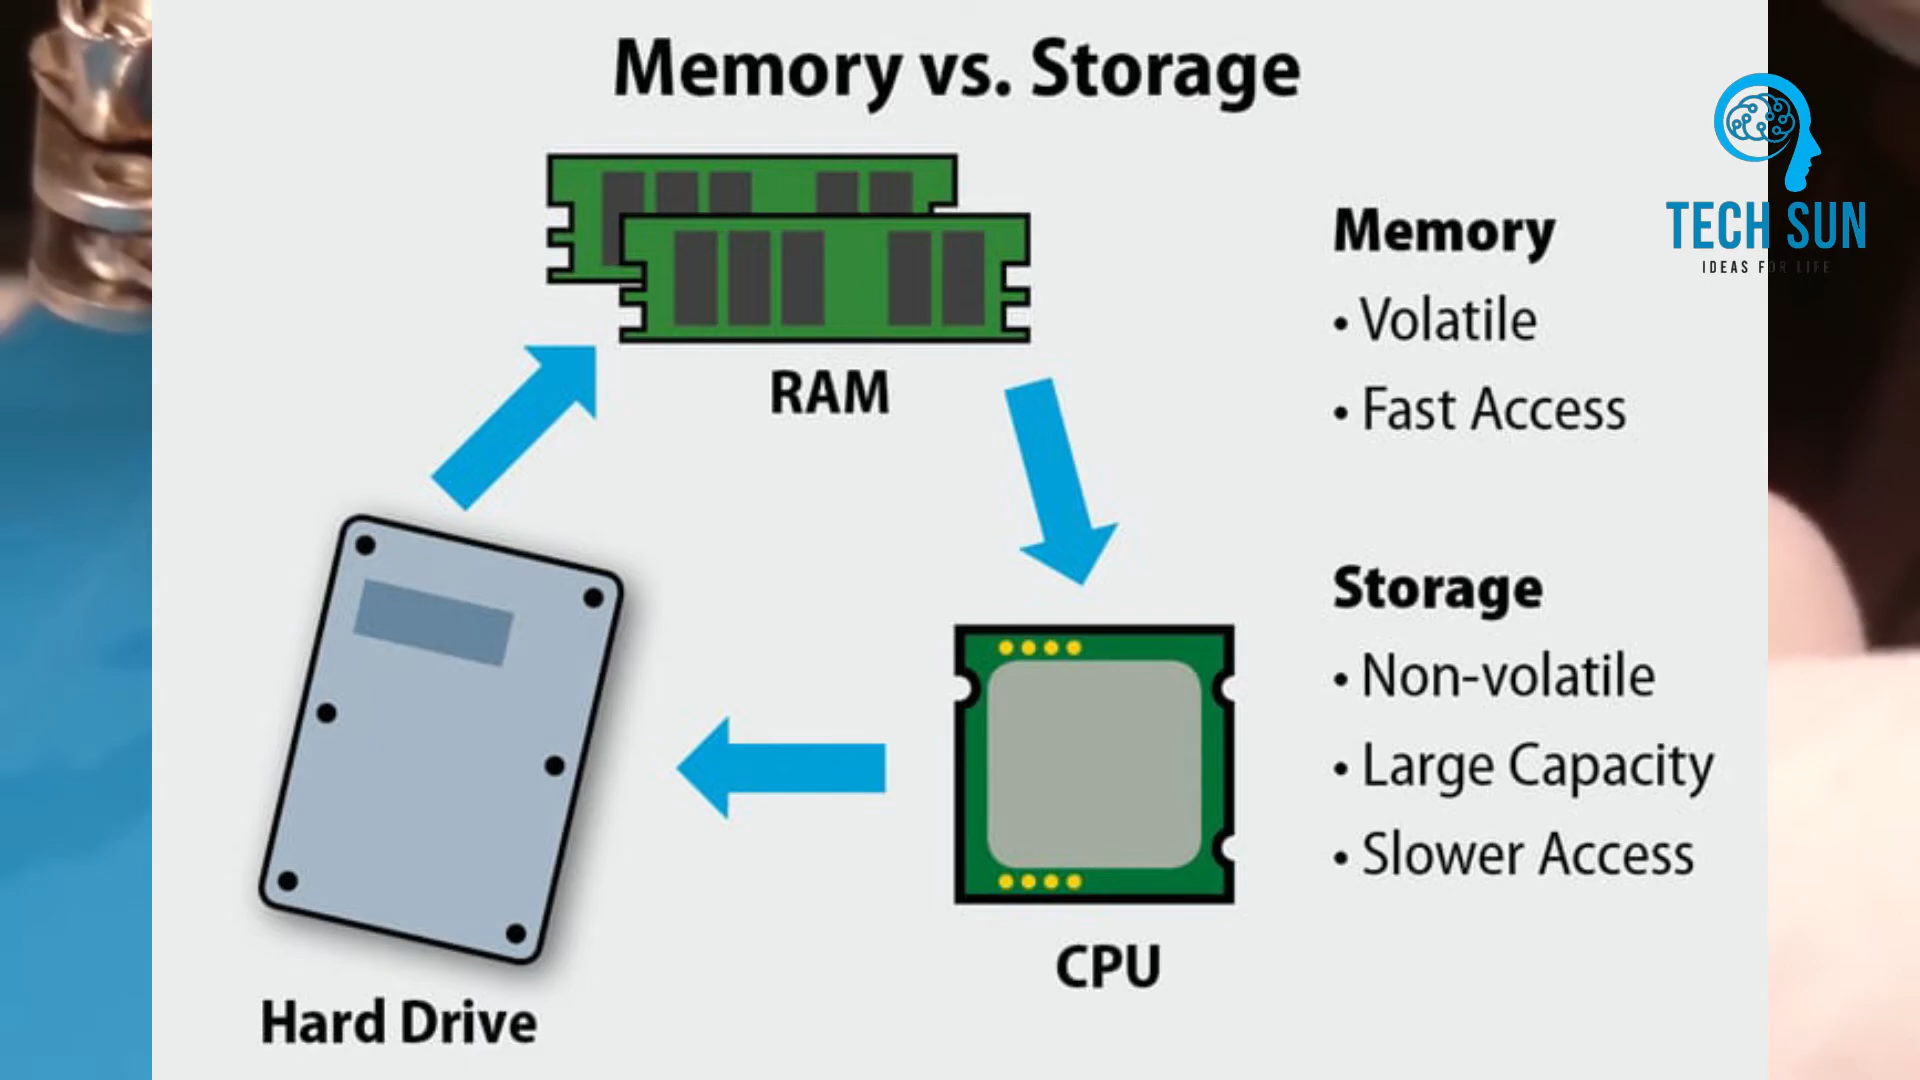 Memory vs. Storage
RAM
Hard Drive
CPU
Memory
• Volatile
• Fast Access
Storage
• Non-volatile
• Large Capacity
• Slower Access
TECH SUN
IDEAS FOR LIFE